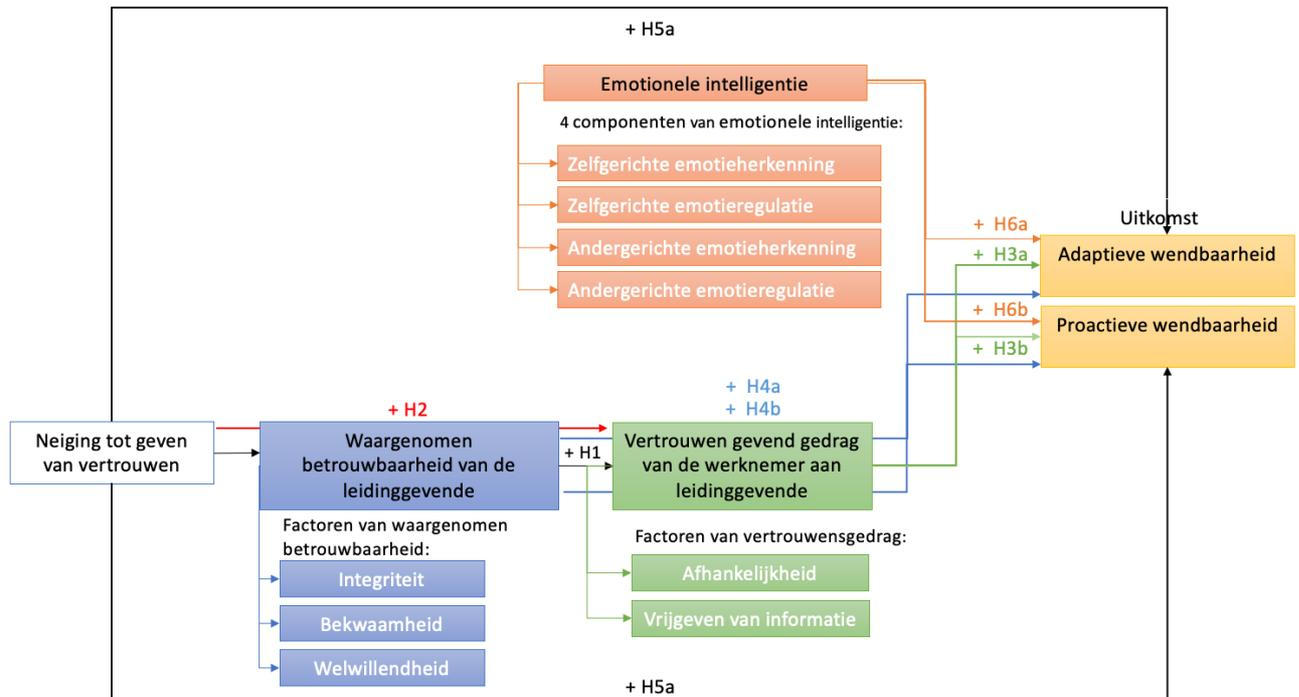 + H5a
Emotionele intelligentie
4 componenten van emotionele intelligentie:
Zelfgerichte emotieherkenning
Zelfgerichte emotieregulatie
Andergerichte emotieherkenning
Andergerichte emotieregulatie
Uitkomst
+ H6a
+ H3a
Adaptieve wendbaarheid
+ H6b
+ H3b
Proactieve wendbaarheid
+ H4a
+ H4b
+ H2
Neiging tot geven
van vertrouwen
Waargenomen
betrouwbaarheid van de
leidinggevende
+ H1
Vertrouwen gevend gedrag
van de werknemer aan
leidinggevende
Factoren van waargenomen
betrouwbaarheid:
Integriteit
Bekwaamheid
Welwillendheid
Factoren van vertrouwensgedrag:
Afhankelijkheid
Vrijgeven van informatie
+ H5a